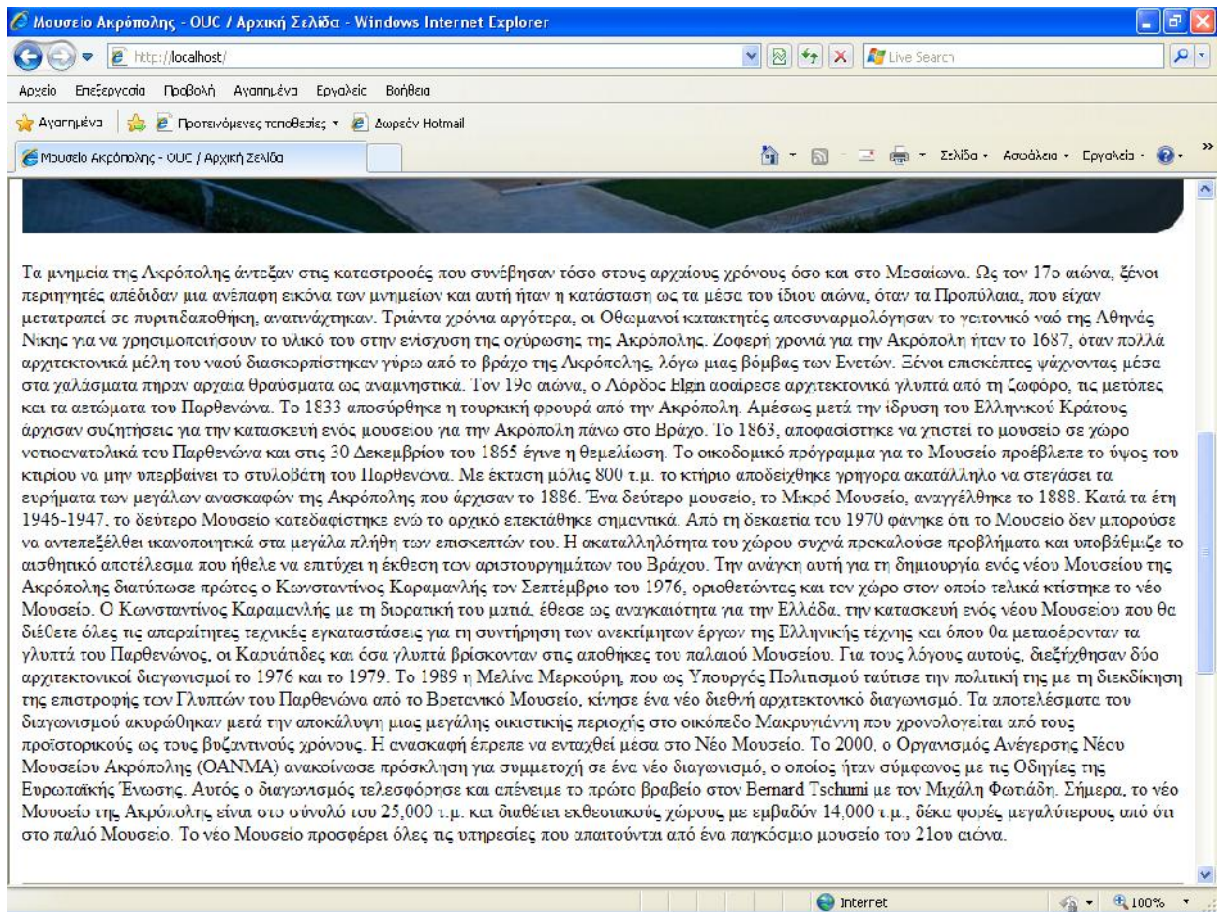 Μουσείο Ακρόπολης - OUC / Αρχική Σελίδα - Windows Internet Explorer
http://localhost/
Live Search
Αρχείο Επεξεργασία Προβολή Αγαπημένα Εργαλεία Βοήθεια
Αγαπημένα Προτεινόμενες τοποθεσίες Δωρεάν Hotmail
Μουσείο Ακρόπολης - OUC / Αρχική Σελίδα Σελίδα Ασφάλεια Εργαλεία »
Τα μνημεία της Ακρόπολης άντεξαν στις καταστροφές που συνέβησαν τόσο στους αρχαίους χρόνους όσο και στο Μεσαίωνα. Ως τον 17ο αιώνα, ξένοι
περιηγητές απέδιδαν μια ανέπαφη εικόνα των μνημείων και αυτή ήταν η κατάσταση ως τα μέσα του ίδιου αιώνα, όταν τα Προπύλαια, που είχαν
μετατραπεί σε πυριτιδαποθήκη, ανατινάχτηκαν. Τριάντα χρόνια αργότερα, οι Οθωμανοί κατακτητές αποσυναρμολόγησαν το γειτονικό ναό της Αθηνάς
Νίκης για να χρησιμοποιήσουν το υλικό του στην ενίσχυση της οχύρωσης της Ακρόπολης. Ζοφερή χρονιά για την Ακρόπολη ήταν το 1687, όταν πολλά
αρχιτεκτονικά μέλη του ναού διασκορπίστηκαν γύρω από το βράχο της Ακρόπολης, λόγω μιας βόμβας των Ενετών. Ξένοι επισκέπτες ψάχνοντας μέσα
στα χαλάσματα πήραν αρχαία θραύσματα ως αναμνηστικά. Τον 19ο αιώνα, ο Λόρδος Elgin αφαίρεσε αρχιτεκτονικά γλυπτά από τη ζωφόρο, τις μετόπες
και τα αετώματα του Παρθενώνα. Το 1833 αποσύρθηκε η τουρκική φρουρά από την Ακρόπολη. Αμέσως μετά την ίδρυση του Ελληνικού Κράτους,
άρχισαν συζητήσεις για την κατασκευή ενός μουσείου για την Ακρόπολη πάνω στο Βράχο. Το 1863, αποφασίστηκε να χτιστεί το μουσείο σε χώρο
νοτιοανατολικά του Παρθενώνα και στις 30 Δεκεμβρίου του 1865 έγινε η θεμελίωση. Το οικοδομικό πρόγραμμα για το Μουσείο προέβλεπε το ύψος του
κτιρίου να μην υπερβαίνει το στυλοβάτη του Παρθενώνα. Με έκταση μόλις 800 τ.μ. το κτήριο αποδείχθηκε γρήγορα ακατάλληλο να στεγάσει τα
ευρήματα των μεγάλων ανασκαφών της Ακρόπολης που άρχισαν το 1886. Ένα δεύτερο μουσείο, το Μικρό Μουσείο, αναγγέλθηκε το 1888. Κατά τα έτη
1946-1947, το δεύτερο Μουσείο κατεδαφίστηκε ενώ το αρχικό επεκτάθηκε σημαντικά. Από τη δεκαετία του 1970 φάνηκε ότι το Μουσείο δεν μπορούσε
να αντεπεξέλθει ικανοποιητικά στα μεγάλα πλήθη των επισκεπτών του. Η ακαταλληλότητα του χώρου συχνά προκαλούσε προβλήματα και υποβάθμιζε το
αισθητικό αποτέλεσμα που ήθελε να επιτύχει η έκθεση των αριστουργημάτων του Βράχου. Την ανάγκη αυτή για τη δημιουργία ενός νέου Μουσείου της
Ακρόπολης διατύπωσε πρώτος ο Κωνσταντίνος Καραμανλής τον Σεπτέμβριο του 1976, οριοθετώντας και τον χώρο στον οποίο τελικά κτίστηκε το νέο
Μουσείο. Ο Κωνσταντίνος Καραμανλής με τη διορατική του ματιά, έθεσε ως αναγκαιότητα για την Ελλάδα, την κατασκευή ενός νέου Μουσείου που θα
διέθετε όλες τις απαραίτητες τεχνικές εγκαταστάσεις για τη συντήρηση των ανεκτίμητων έργων της Ελληνικής τέχνης και όπου θα μεταφέρονταν τα
γλυπτά του Παρθενώνος, οι Καρυάτιδες και όσα γλυπτά βρίσκονταν στις αποθήκες του παλαιού Μουσείου. Για τους λόγους αυτούς, διεξήχθησαν δύο
αρχιτεκτονικοί διαγωνισμοί το 1976 και το 1979. Το 1989 η Μελίνα Μερκούρη, που ως Υπουργός Πολιτισμού ταύτισε την πολιτική της με τη διεκδίκηση
της επιστροφής των Γλυπτών του Παρθενώνα από το Βρετανικό Μουσείο, κίνησε ένα νέο διεθνή αρχιτεκτονικό διαγωνισμό. Τα αποτελέσματα του
διαγωνισμού ακυρώθηκαν μετά την αποκάλυψη μιας μεγάλης οικιστικής περιοχής στο οικόπεδο Μακρυγιάννη που χρονολογείται από τους
προϊστορικούς ως τους βυζαντινούς χρόνους. Η ανασκαφή έπρεπε να ενταχθεί μέσα στο Νέο Μουσείο. Το 2000, ο Οργανισμός Ανέγερσης Νέου
Μουσείου Ακρόπολης (ΟΑΝΜΑ) ανακοίνωσε πρόσκληση για συμμετοχή σε ένα νέο διαγωνισμό, ο οποίος ήταν σύμφωνος με τις Οδηγίες της
Ευρωπαϊκής Ένωσης. Αυτός ο διαγωνισμός τελεσφόρησε και απένειμε το πρώτο βραβείο στον Bernard Tschumi με τον Μιχάλη Φωτιάδη. Σήμερα, το νέο
Μουσείο της Ακρόπολης είναι στο σύνολό του 25,000 τ.μ. και διαθέτει εκθεσιακούς χώρους με εμβαδόν 14,000 τ.μ., δέκα φορές μεγαλύτερους από ότι
στο παλιό Μουσείο. Το νέο Μουσείο προσφέρει όλες τις υπηρεσίες που απαιτούνται από ένα παγκόσμιο μουσείο του 21ου αιώνα.
Internet 100%